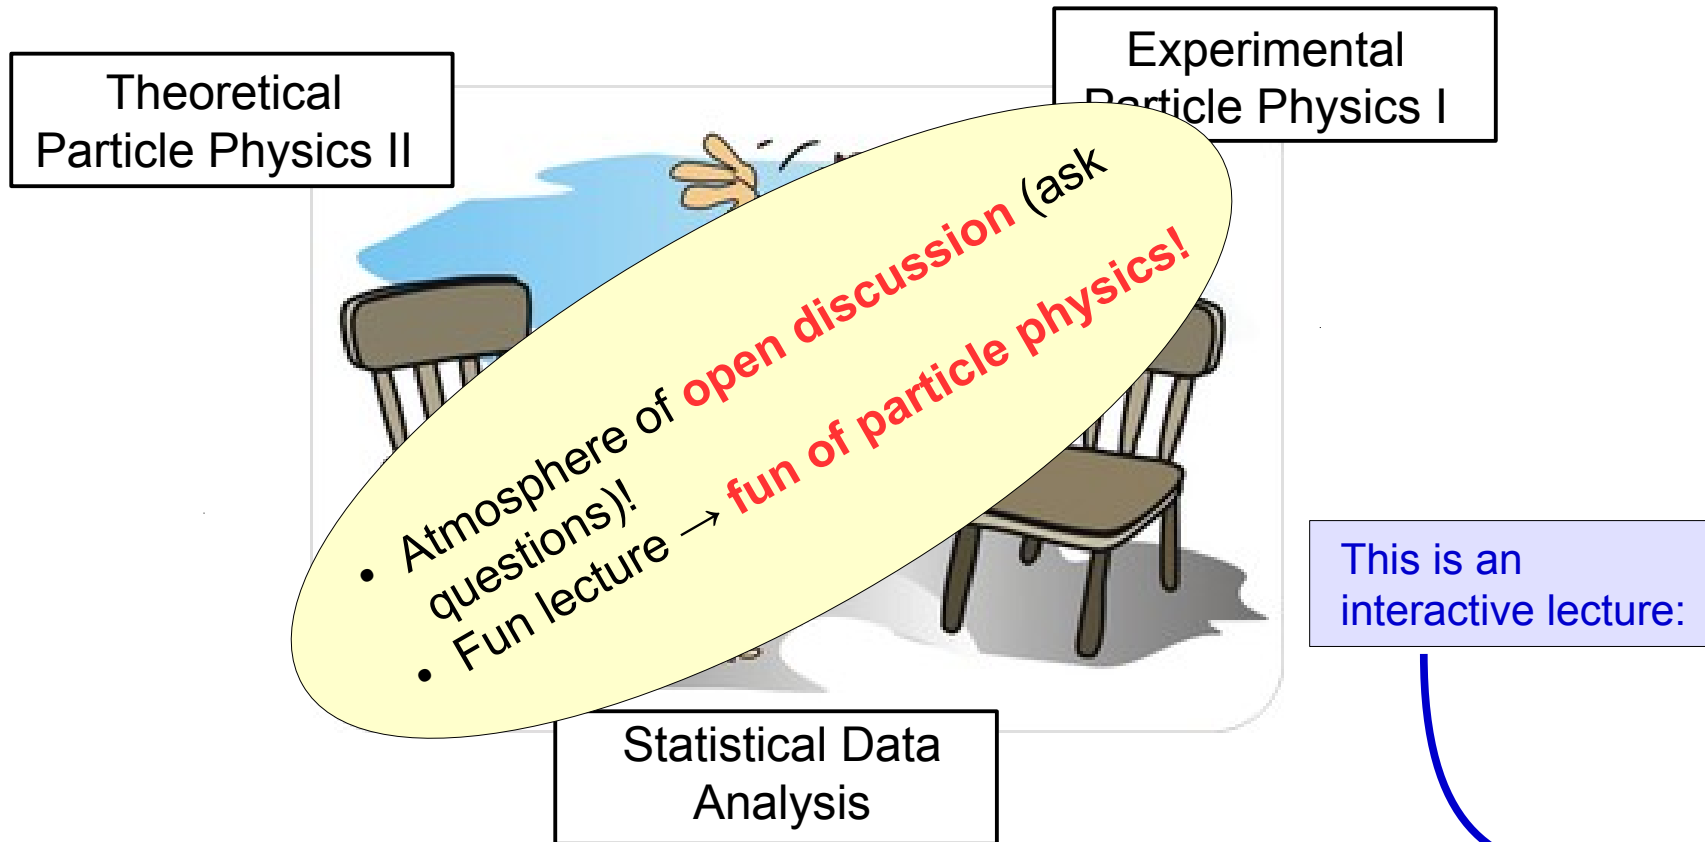 Theoretical
Particle Physics II
Experimental
Particle Physics I
• Atmosphere of open discussion (ask
questions)!
• Fun lecture → fun of particle physics!
This is an
interactive lecture:
Statistical Data
Analysis